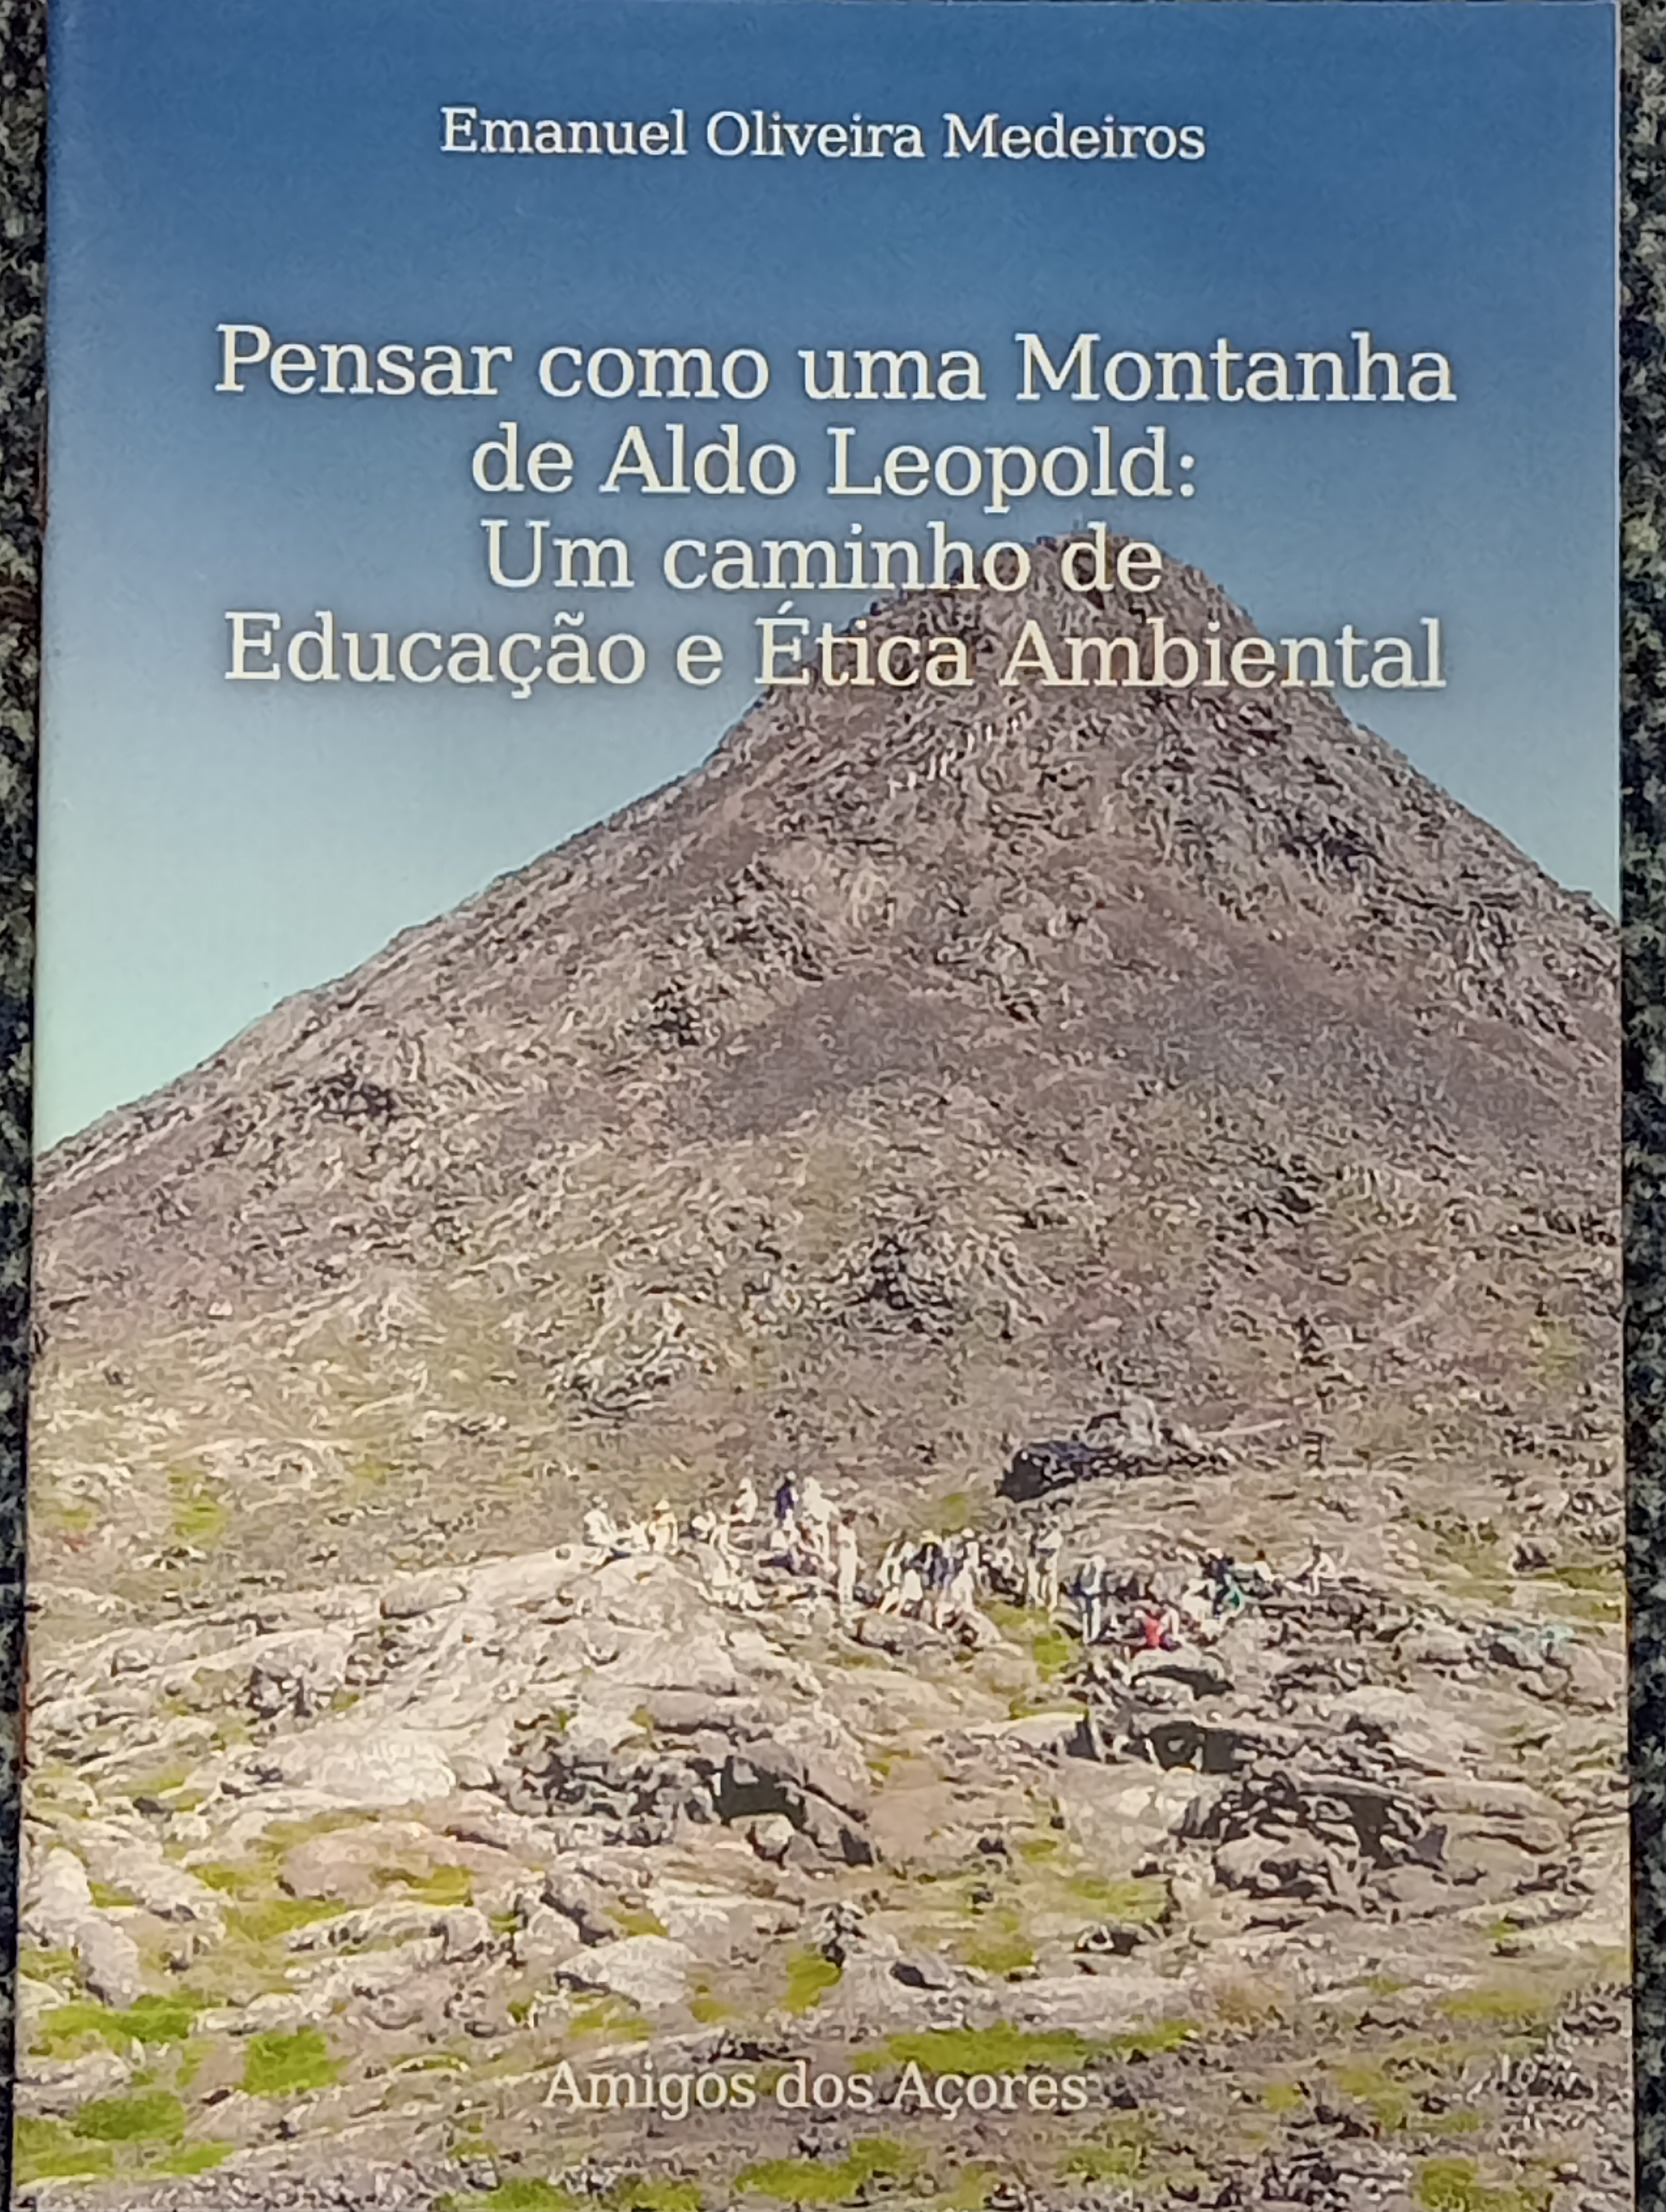 Emanuel Oliveira Medeiros
Pensar como uma Montanha
de Aldo Leopold:
Um caminho de
Educação e Ética Ambiental
Amigos dos Açores